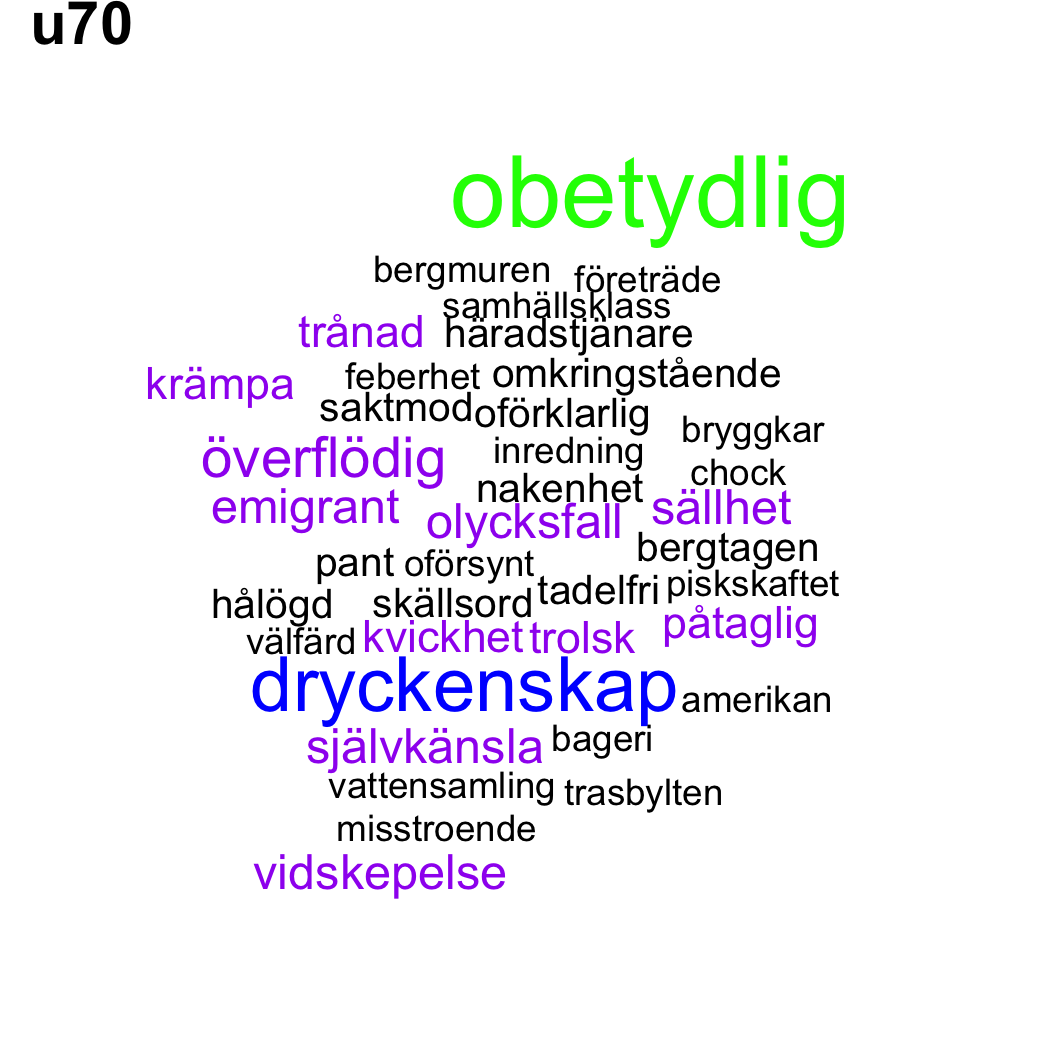 u70
obetydlig
bergmuren
företräde
samhällsklass
trånad
häradstjänare
krämpa
feberhet
omkringstående
saktmod
oförklarlig
bryggkar
överflödig
inredning
chock
nakenhet
emigrant
olycksfall
sällhet
bergtagen
pant
oförsynt
tadelfri
piskskaftet
hålögd
skällsord
välfärd
kvickhet
trolsk
påtaglig
dryckenskap
amerikan
självkänsla
bageri
vattensamling
trasbylten
misstroende
vidskepelse